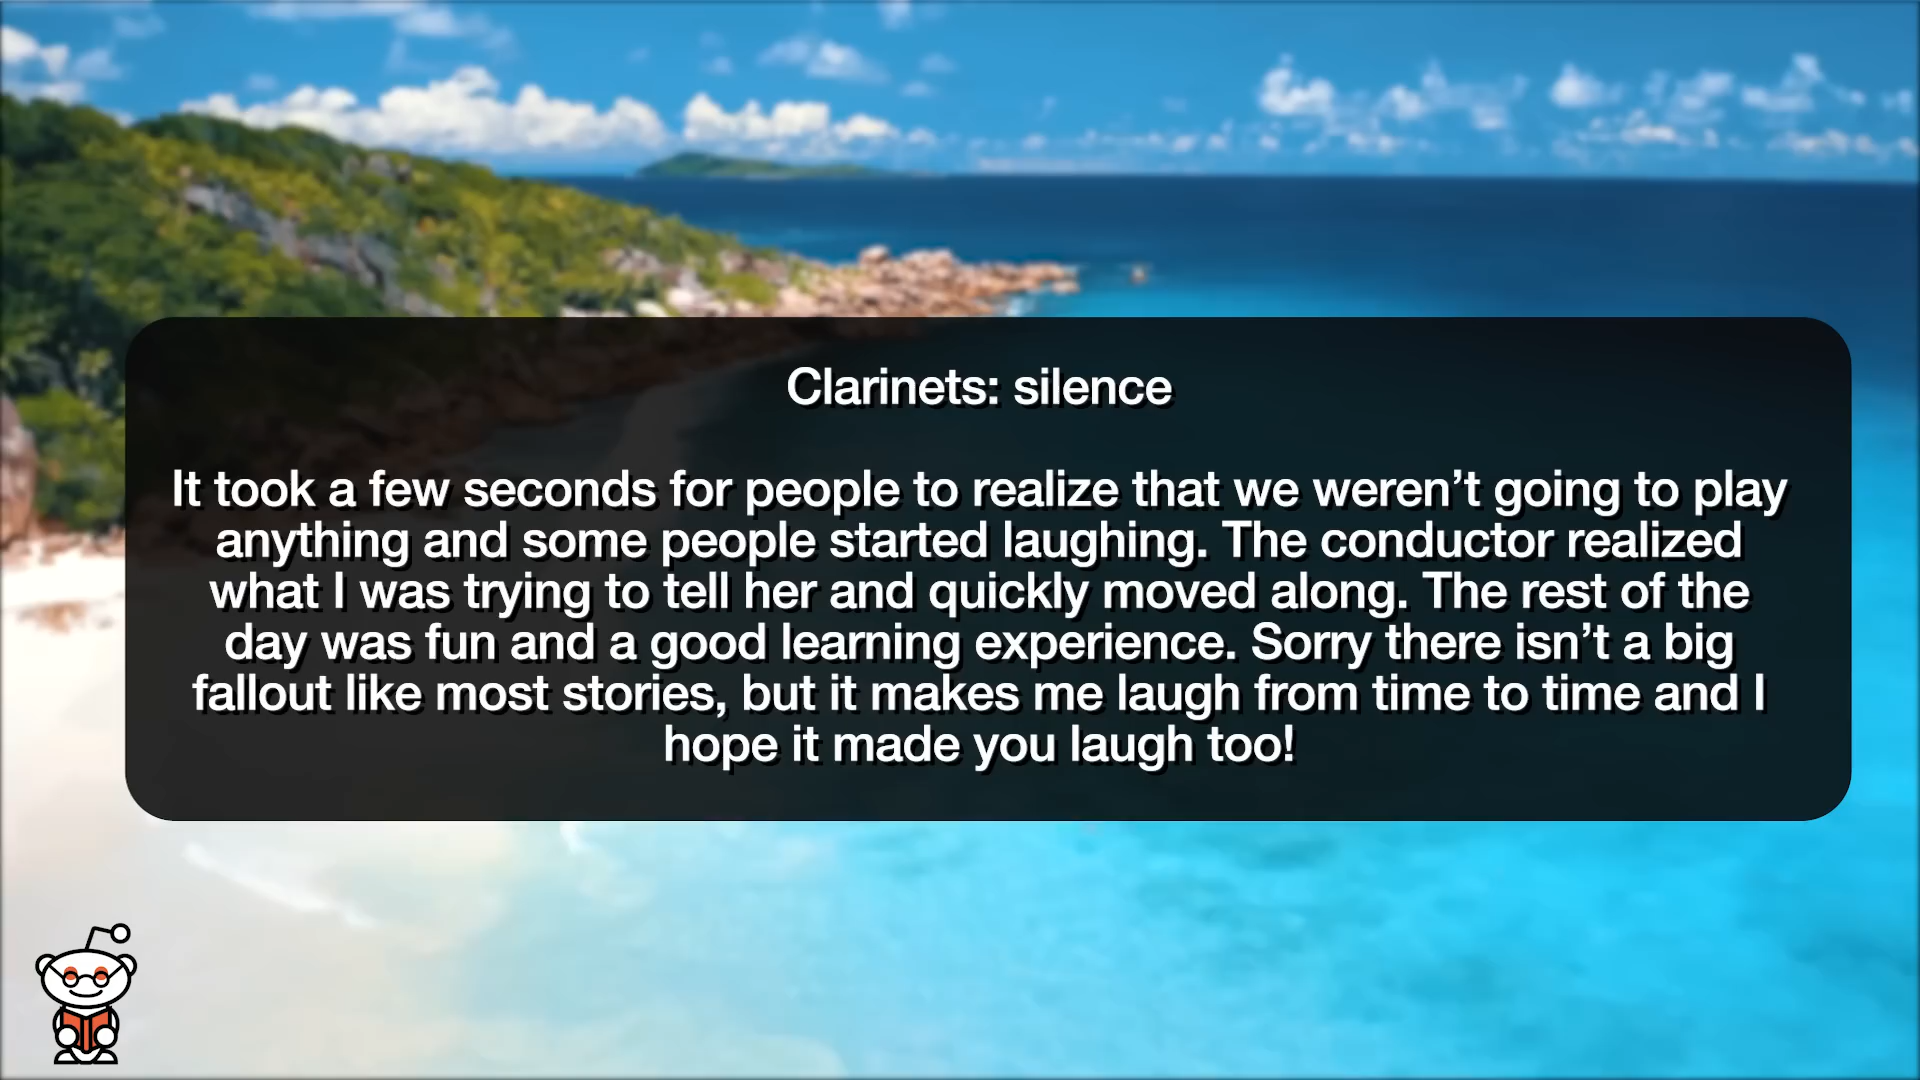 Clarinets: silence
It took a few seconds for people to realize that we weren’t going to play
anything and some people started laughing. The conductor realized
what I was trying to tell her and quickly moved along. The rest of the
day was fun and a good learning experience. Sorry there isn’t a big
fallout like most stories, but it makes me laugh from time to time and I
hope it made you laugh too!